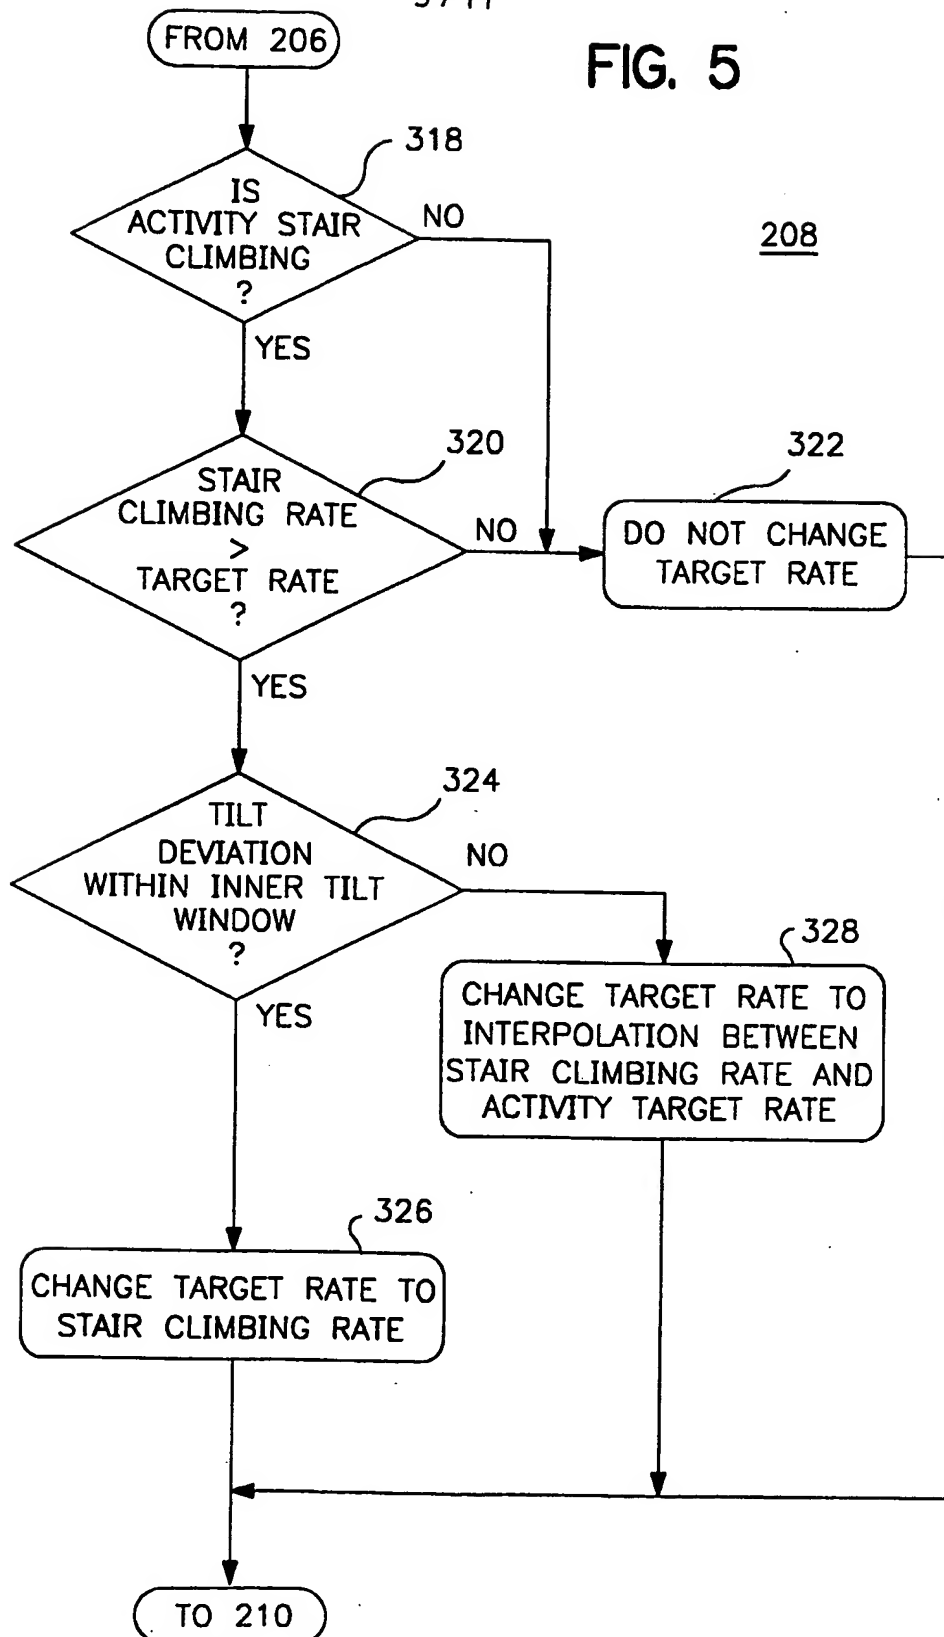 FROM 206
FIG. 5
318
IS
ACTIVITY STAIR
CLIMBING
?
NO
208
YES
320
STAIR
CLIMBING RATE
>
TARGET RATE
?
NO
322
DO NOT CHANGE
TARGET RATE
YES
324
TILT
DEVIATION
WITHIN INNER TILT
WINDOW
?
NO
328
CHANGE TARGET RATE TO
INTERPOLATION BETWEEN
STAIR CLIMBING RATE AND
ACTIVITY TARGET RATE
YES
326
CHANGE TARGET RATE TO
STAIR CLIMBING RATE
TO 210